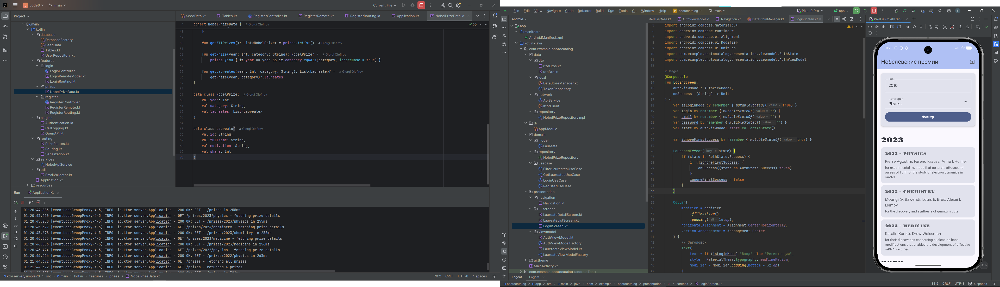 code6
main
Current File
Project
SeedData.kt
Tables.kt
RegisterController.kt
RegisterRemote.kt
RegisterRouting.kt
Application.kt
NobelPrizeData.kt
main
kotlin
database
DatabaseFactory
SeedData
Tables.kt
UserRepository.kt
features
login
LoginController
LoginRemoteModel.kt
LoginRouting.kt
prizes
NobelPrizeData.kt
register
RegisterController
RegisterRemote.kt
RegisterRouting.kt
plugins
Authentication.kt
CallLogging.kt
OpenAPI.kt
routing
PrizeRoutes.kt
Routing.kt
Serialization.kt
services
NobelApiService
utils
EmailValidator.kt
Application.kt
resources
4 object NobelPrizeData { Giorgi Olefirov
22
48 }
49
50 fun getAllPrizes(): List<NobelPrize> = prizes.toList() Giorgi Olefirov
51
52 fun getPrize(year: Int, category: String): NobelPrize? = Giorgi Olefirov
53 prizes.find { it.year == year && it.category.equals(category, ignoreCase = true) }
54
55 fun getLaureates(year: Int, category: String): List<Laureate>? = Giorgi Olefirov
56 getPrize(year, category)?.laureates
57 }
58
59 data class NobelPrize( Giorgi Olefirov
60 val year: Int,
61 val category: String,
62 val laureates: List<Laureate>
63 )
64
65 data class Laureate( Giorgi Olefirov
66 val id: String,
67 val fullName: String,
68 val motivation: String,
69 val share: Int
70 )
Run
ApplicationKt
01:20:44.885 [eventLoopGroupProxy-4-5] INFO io.ktor.server.Application - 200 OK: GET - /prizes in 255ms
01:20:45.250 [eventLoopGroupProxy-4-5] INFO io.ktor.server.Application - GET /prizes/2023/physics - fetching prize details
01:20:45.250 [eventLoopGroupProxy-4-5] INFO io.ktor.server.Application - 200 OK: GET - /prizes/2023/physics in 255ms
01:20:45.677 [eventLoopGroupProxy-4-5] INFO io.ktor.server.Application - GET /prizes/2023/chemistry - fetching prize details
01:20:45.678 [eventLoopGroupProxy-4-5] INFO io.ktor.server.Application - 200 OK: GET - /prizes/2023/chemistry in 255ms
01:20:46.055 [eventLoopGroupProxy-4-5] INFO io.ktor.server.Application - GET /prizes/2023/medicine - fetching prize details
01:20:46.056 [eventLoopGroupProxy-4-5] INFO io.ktor.server.Application - 200 OK: GET - /prizes/2023/medicine in 256ms
01:20:46.424 [eventLoopGroupProxy-4-5] INFO io.ktor.server.Application - GET /prizes/2022/physics - fetching prize details
01:20:46.424 [eventLoopGroupProxy-4-5] INFO io.ktor.server.Application - 200 OK: GET - /prizes/2022/physics in 265ms
01:21:44.372 [eventLoopGroupProxy-4-5] INFO io.ktor.server.Application - GET /prizes - fetching all prizes
01:21:44.372 [eventLoopGroupProxy-4-5] INFO io.ktor.server.Application - GET /prizes - returned 4 prizes
ktorserver_simple26 > src > main > kotlin > features > prizes > NobelPrizeData.kt
70:2 CRLF UTF-8 4 spaces
File Edit View Navigate Code Refactor Build Run Tools Git Window Help
photocatalog
main
Pixel 9 Pro
app
Android
sterUseCase.kt
AuthViewModel.kt
Navigation.kt
DataStoreManager.kt
LoginScreen.kt
app
manifests
AndroidManifest.xml
kotlin+java
com.example.photocatalog
data
dto
rizeDtos.kt
uthDto.kt
local
DataStoreManager.kt
TokenRepository
network
ApiService
KtorClient
repository
NobelPrizeRepositoryImpl
di
AppModule
domain
model
Laureate
repository
NobelPrizeRepository
usecase
FilterLaureatesUseCase
GetLaureatesUseCase
LoginUseCase
RegisterUseCase
presentation
navigation
Navigation.kt
ui.screens
LaureateDetailScreen.kt
LaureateListScreen.kt
LoginScreen.kt
viewmodel
AuthViewModel.kt
AuthViewModelFactory
LauereateViewModel.kt
LaureateViewModelFactory
ui.theme
MainActivity.kt
com.example.photocatalog (androidTest)
1
5 import androidx.compose.material3.*
6 import androidx.compose.runtime.*
7 import androidx.compose.ui.Alignment
8 import androidx.compose.ui.Modifier
9 import androidx.compose.ui.unit.dp
10 import com.example.photocatalog.presentation.viewmodel.AuthState
11 import com.example.photocatalog.presentation.viewmodel.AuthViewModel
12
2 Usages
13 @Composable
14 fun LoginScreen(
15 authViewModel: AuthViewModel,
16 onSuccess: (String) -> Unit
17 ) {
18 var isLoginMode by remember { mutableStateOf( value = true) }
19 var login by remember { mutableStateOf( value = "") }
20 var email by remember { mutableStateOf( value = "") }
21 var password by remember { mutableStateOf( value = "") }
22 val state by authViewModel.state.collectAsState()
23
24 var ignoreFirstSuccess by remember { mutableStateOf( value = true) }
25
26 LaunchedEffect( key1 = state) {
27 if (state is AuthState.Success) {
28 if (!ignoreFirstSuccess) {
29 onSuccess((state as AuthState.Success).token)
30 }
31 ignoreFirstSuccess = false
32 }
33 }
34
35 Column(
36 modifier = Modifier
37 .fillMaxSize()
38 .padding( all = 16.dp),
39 horizontalAlignment = Alignment.CenterHorizontally,
40 verticalArrangement = Arrangement.Center
41 ) {
42 // Заголовок
43 Text(
44 text = if (isLoginMode) "Вход" else "Регистрация",
45 style = MaterialTheme.typography.headlineMedium,
46 modifier = Modifier.padding(bottom = 32.dp)
47 )
Pixel 9 Pro API 37.0
10:23
Нобелевские премии
Год
2010
Категория
Physics
Фильтр
2023
2023 - PHYSICS
Pierre Agostini, Ferenc Krausz, Anne L'Huillier
for experimental methods that generate attosecond
pulses of light for the study of electron dynamics in
matter
2023 - CHEMISTRY
Moungi G. Bawendi, Louis E. Brus, Alexei I.
Ekimov
for the discovery and synthesis of quantum dots
2023 - MEDICINE
Katalin Karikó, Drew Weissman
for their discoveries concerning nucleoside base
modifications that enabled the development of effective
mRNA vaccines
31%
Logcat
Logcat
photocatalog > app > src > main > java > com > example > photocatalog > presentation > ui > screens > LoginScreen.kt
33:6 CRLF UTF-8 4 spaces